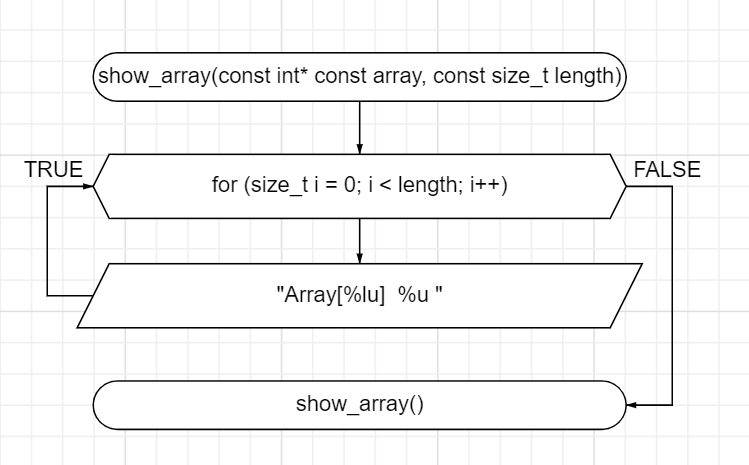 show_array(const int* const array, const size_t length)
TRUE
FALSE
for (size_t i = 0; i < length; i++)
"Array[%lu]  %u "
show_array()